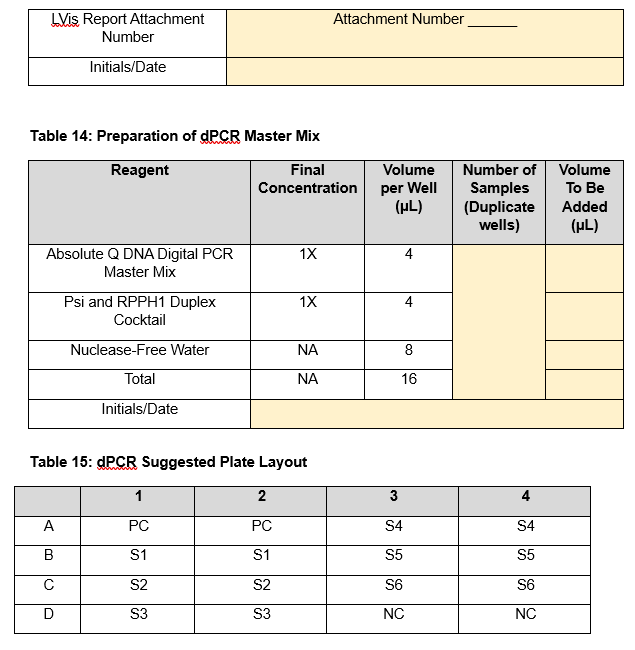 LVis Report Attachment
Number
Attachment Number ______
Initials/Date
Table 14: Preparation of dPCR Master Mix
Reagent
Final
Concentration
Volume
per Well
(µL)
Number of
Samples
(Duplicate
wells)
Volume
To Be
Added
(µL)
Absolute Q DNA Digital PCR
Master Mix
1X
4
Psi and RPPH1 Duplex
Cocktail
1X
4
Nuclease-Free Water
NA
8
Total
NA
16
Initials/Date
Table 15: dPCR Suggested Plate Layout
1 2 3 4
A PC PC S4 S4
B S1 S1 S5 S5
C S2 S2 S6 S6
D S3 S3 NC NC